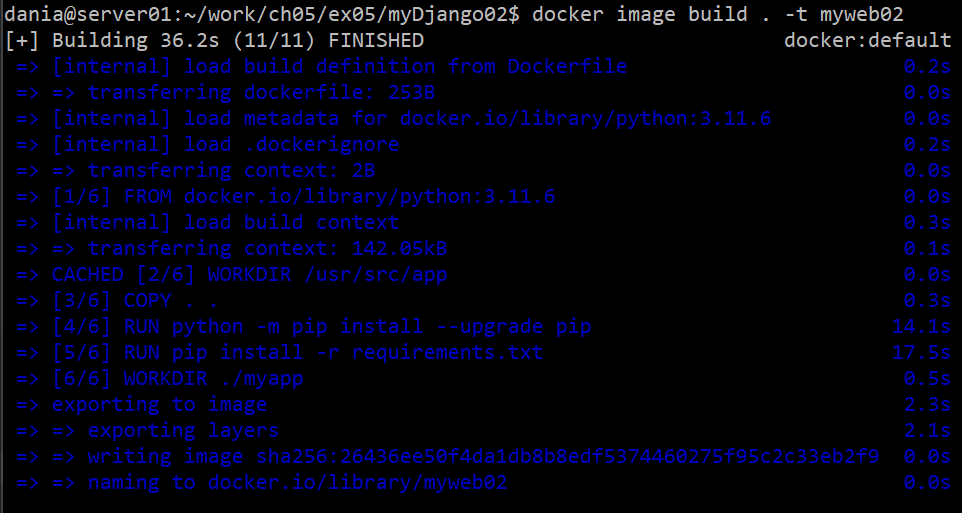 dania@server01:~/work/ch05/ex05/myDjango02$ docker image build . -t myweb02
[+] Building 36.2s (11/11) FINISHED docker:default
=> [internal] load build definition from Dockerfile 0.2s
=> => transferring dockerfile: 253B 0.0s
=> [internal] load metadata for docker.io/library/python:3.11.6 0.0s
=> [internal] load .dockerignore 0.2s
=> => transferring context: 2B 0.0s
=> [1/6] FROM docker.io/library/python:3.11.6 0.0s
=> [internal] load build context 0.3s
=> => transferring context: 142.05kB 0.1s
=> CACHED [2/6] WORKDIR /usr/src/app 0.0s
=> [3/6] COPY . . 0.3s
=> [4/6] RUN python -m pip install --upgrade pip 14.1s
=> [5/6] RUN pip install -r requirements.txt 17.5s
=> [6/6] WORKDIR ./myapp 0.5s
=> exporting to image 2.3s
=> => exporting layers 2.1s
=> => writing image sha256:26436ee50f4da1db8b8edf5374460275f95c2c33eb2f9 0.0s
=> => naming to docker.io/library/myweb02 0.0s